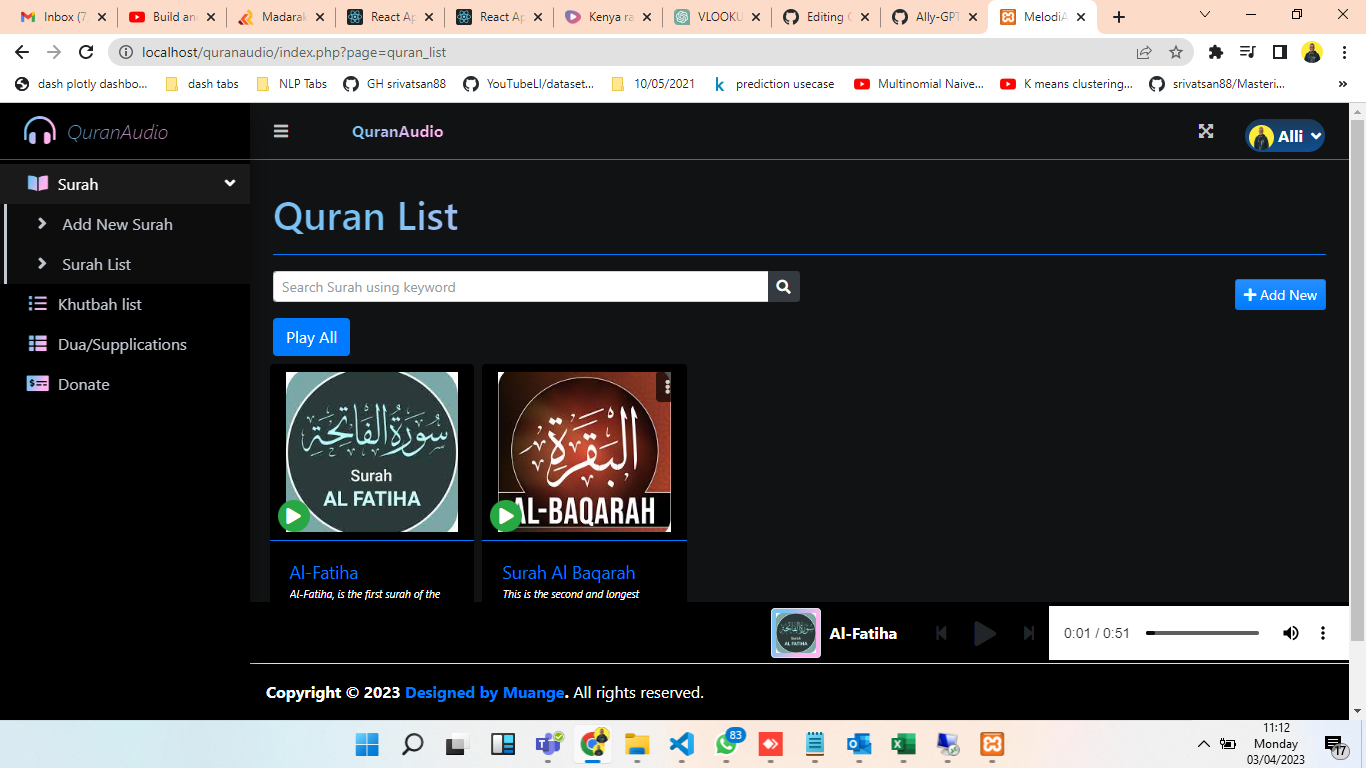 Inbox (7,
Build an
Madarak
React Ap
React Ap
Kenya ra
VLOOKU
Editing
Ally-GPT
MelodiA
localhost/quranaudio/index.php?page=quran_list
dash plotly dashbo...
dash tabs
NLP Tabs
GH srivatsan88
YouTubeLI/dataset...
10/05/2021
prediction usecase
Multinomial Naive...
K means clustering...
srivatsan88/Masteri...
»
QuranAudio
QuranAudio
Alli
Surah
Add New Surah
Surah List
Khutbah list
Dua/Supplications
Donate
Quran List
Search Surah using keyword
Add New
Play All
سورة الفاتحة
Surah
AL FATIHA
البقرة
AL-BAQARAH
Al-Fatiha
Al-Fatiha, is the first surah of the
Surah Al Baqarah
This is the second and longest
Al-Fatiha
0:01 / 0:51
Copyright © 2023 Designed by Muange. All rights reserved.
83
11:12
Monday
03/04/2023
17